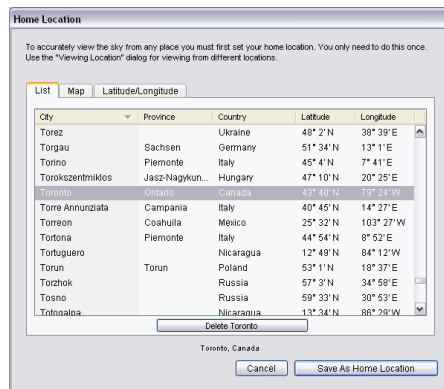 Home Location
To accurately view the sky from any place you must first set your home location. You only need to do this once.
Use the "Viewing Location" dialog for viewing from different locations.
List Map Latitude/Longitude
City Province Country Latitude Longitude
Torez Ukraine 48° 2' N 38° 39' E
Torgau Sachsen Germany 51° 34' N 13° 1' E
Torino Piemonte Italy 45° 4' N 7° 41' E
Torokszentmiklos Jasz-Nagykun... Hungary 47° 10' N 20° 25' E
Toronto Ontario Canada 43° 40' N 79° 24' W
Torre Annunziata Campania Italy 40° 45' N 14° 27' E
Torreon Coahuila Mexico 25° 32' N 103° 27' W
Tortona Piemonte Italy 44° 54' N 8° 52' E
Tortuguero Nicaragua 12° 49' N 84° 12' W
Torun Torun Poland 53° 1' N 18° 37' E
Torzhok Russia 57° 3' N 34° 58' E
Tosno Russia 59° 33' N 30° 53' E
Totogalpa Nicaragua 13° 34' N 86° 29' W
Delete Toronto
Toronto, Canada
Cancel Save As Home Location